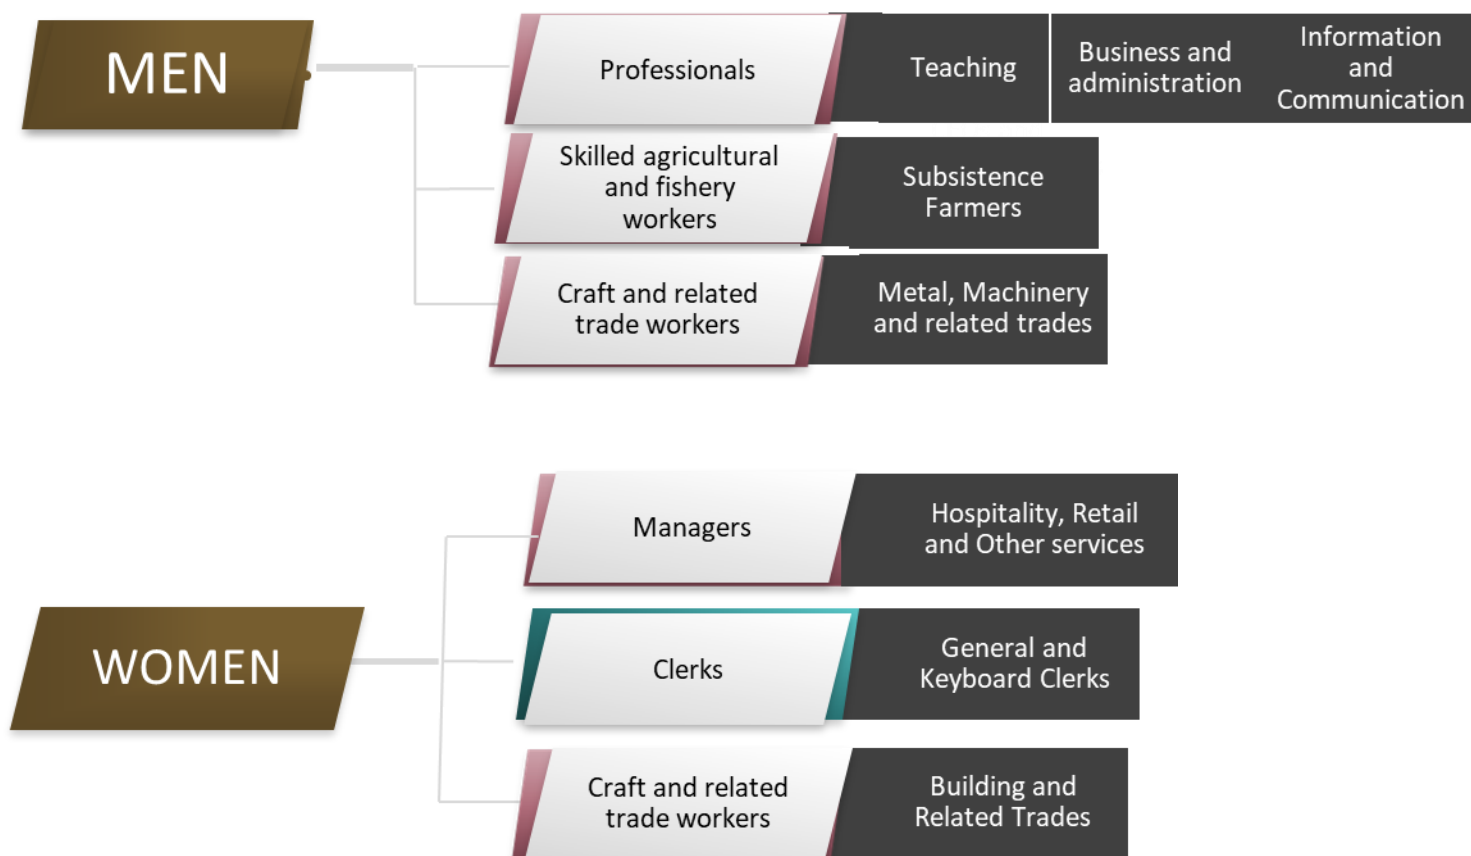 MEN
Professionals
Teaching
Business and
administration
Information
and
Communication
Skilled agricultural
and fishery
workers
Subsistence
Farmers
Craft and related
trade workers
Metal, Machinery
and related trades
WOMEN
Managers
Hospitality, Retail
and Other services
Clerks
General and
Keyboard Clerks
Craft and related
trade workers
Building and
Related Trades